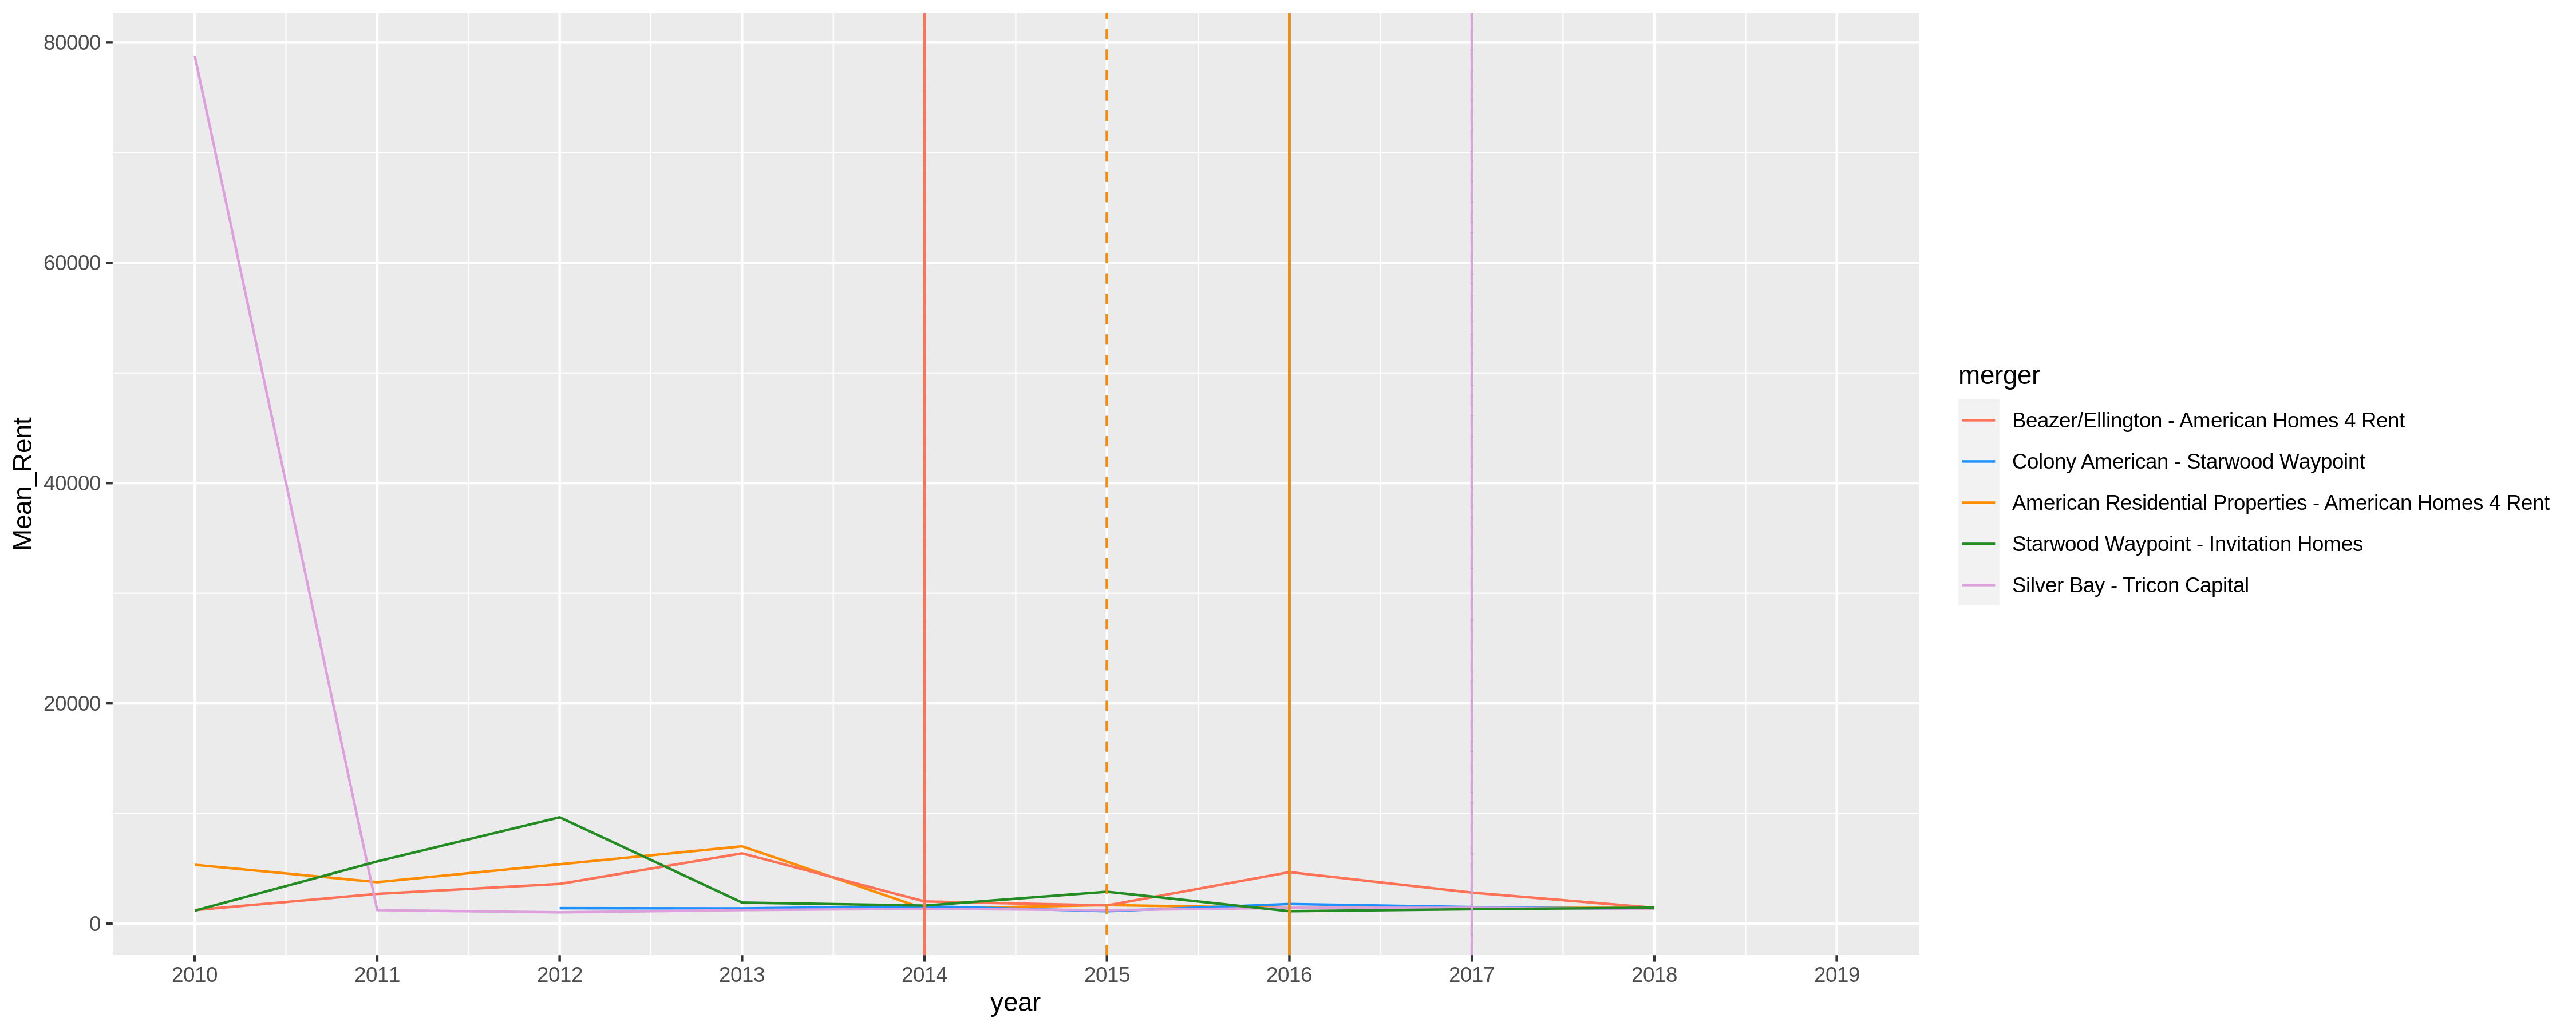 80000
60000
40000
20000
0
Mean_Rent
2010 2011 2012 2013 2014 2015 2016 2017 2018 2019
year
merger
Beazer/Ellington - American Homes 4 Rent
Colony American - Starwood Waypoint
American Residential Properties - American Homes 4 Rent
Starwood Waypoint - Invitation Homes
Silver Bay - Tricon Capital